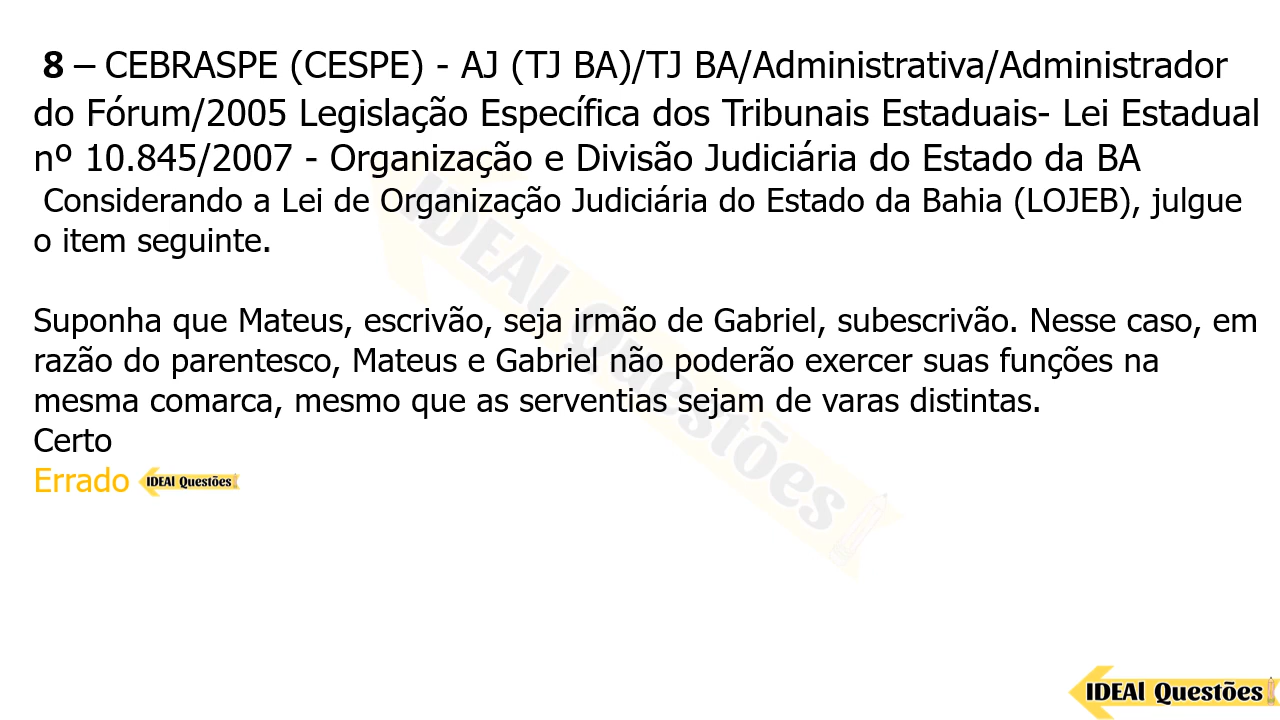 8 – CEBRASPE (CESPE) - AJ (TJ BA)/TJ BA/Administrativa/Administrador
do Fórum/2005 Legislação Específica dos Tribunais Estaduais- Lei Estadual
nº 10.845/2007 - Organização e Divisão Judiciária do Estado da BA
Considerando a Lei de Organização Judiciária do Estado da Bahia (LOJEB), julgue
o item seguinte.
Suponha que Mateus, escrivão, seja irmão de Gabriel, subescrivão. Nesse caso, em
razão do parentesco, Mateus e Gabriel não poderão exercer suas funções na
mesma comarca, mesmo que as serventias sejam de varas distintas.
Certo
Errado IDEAl Questões
IDEAl questões
IDEAl Questões